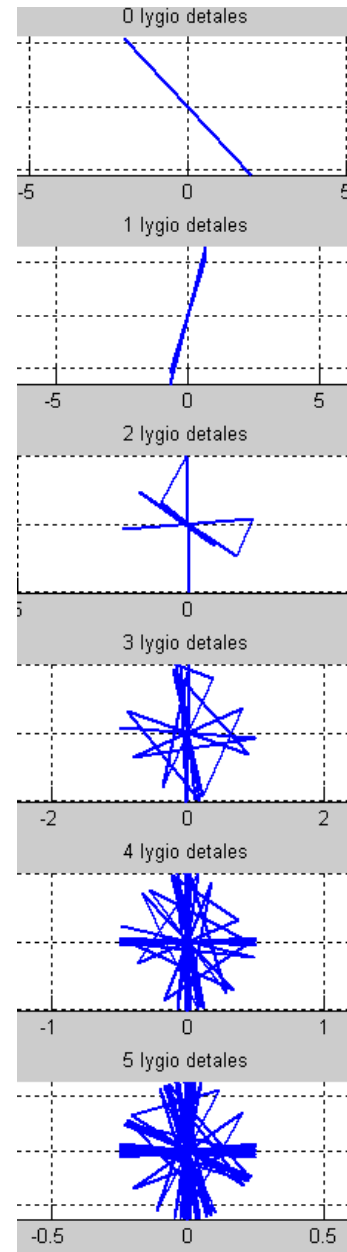 0 lygio detales
-5 0 5
1 lygio detales
-5 0 5
2 lygio detales
5 0
3 lygio detales
-2 0 2
4 lygio detales
-1 0 1
5 lygio detales
-0.5 0 0.5